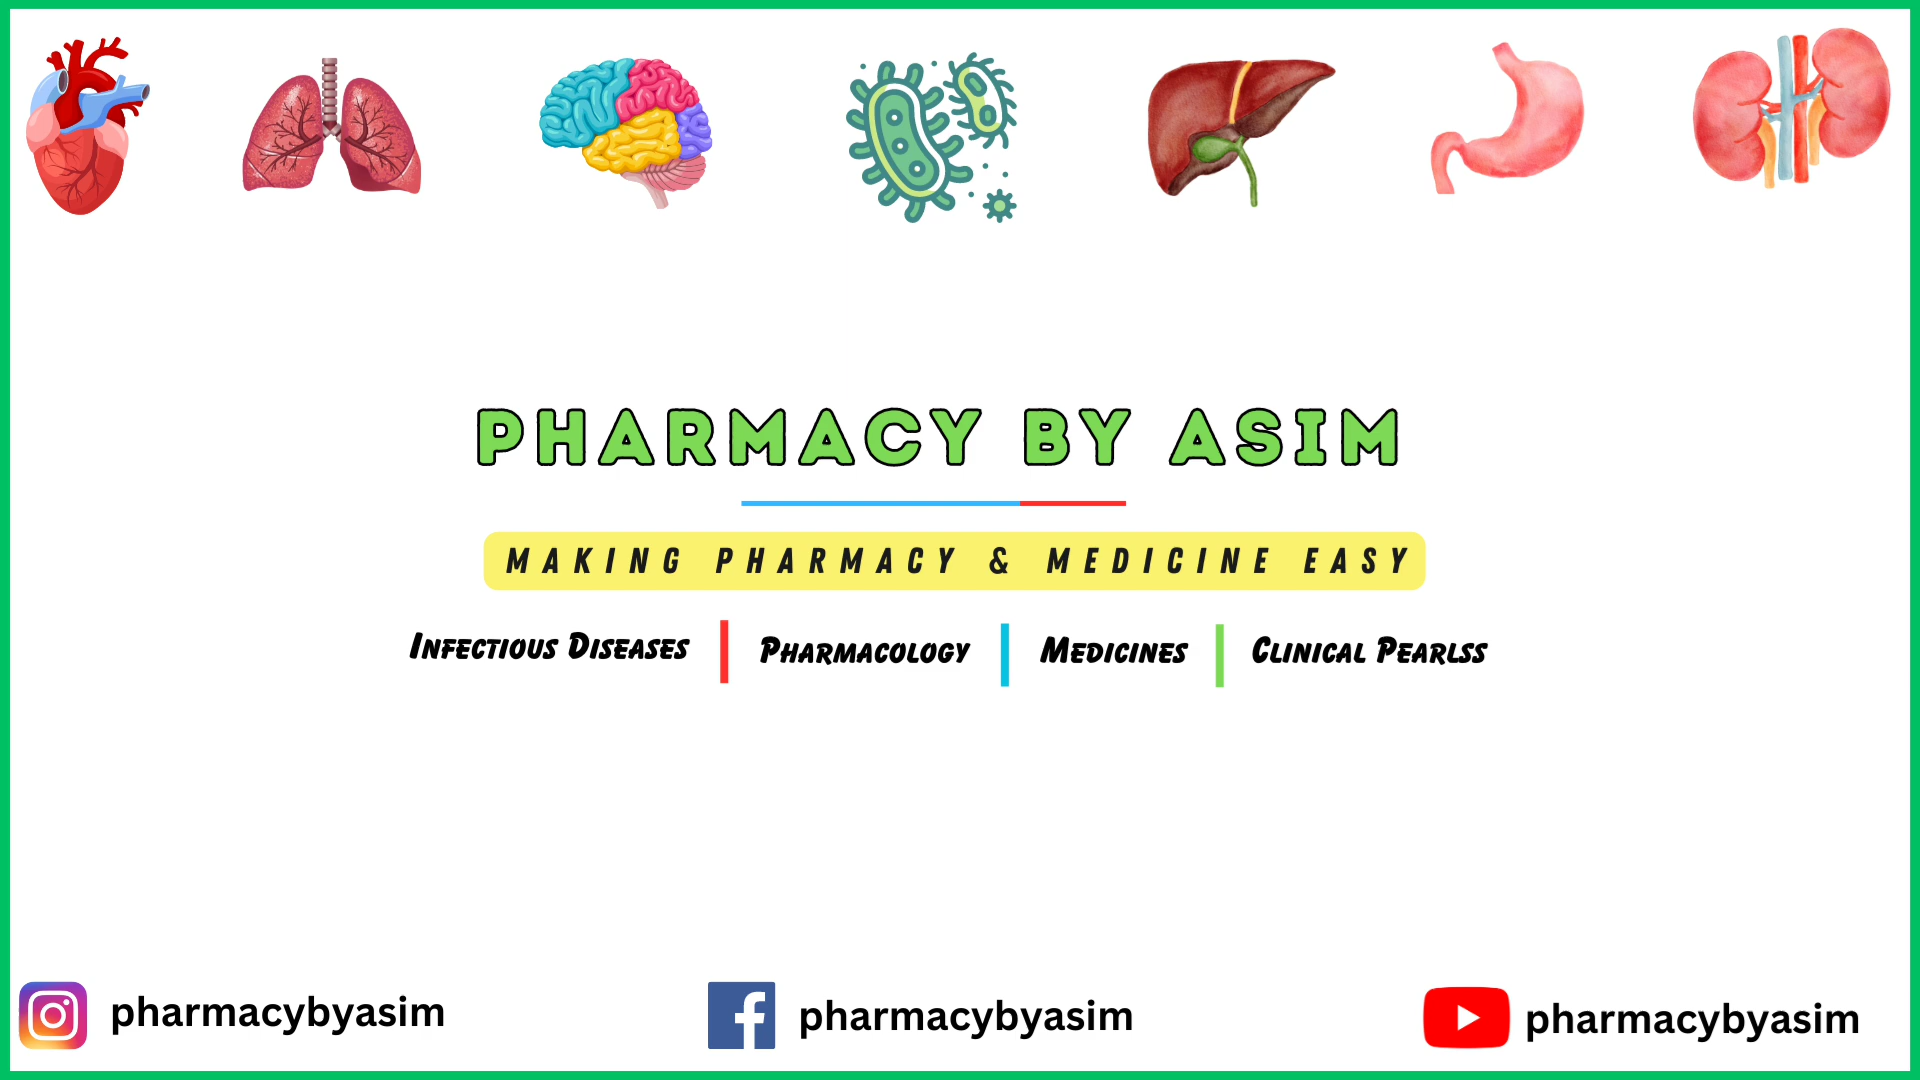 PHARMACY BY ASIM
MAKING PHARMACY & MEDICINE EASY
Infectious Diseases | Pharmacology | Medicines | Clinical Pearlss
pharmacybyasim
pharmacybyasim
pharmacybyasim